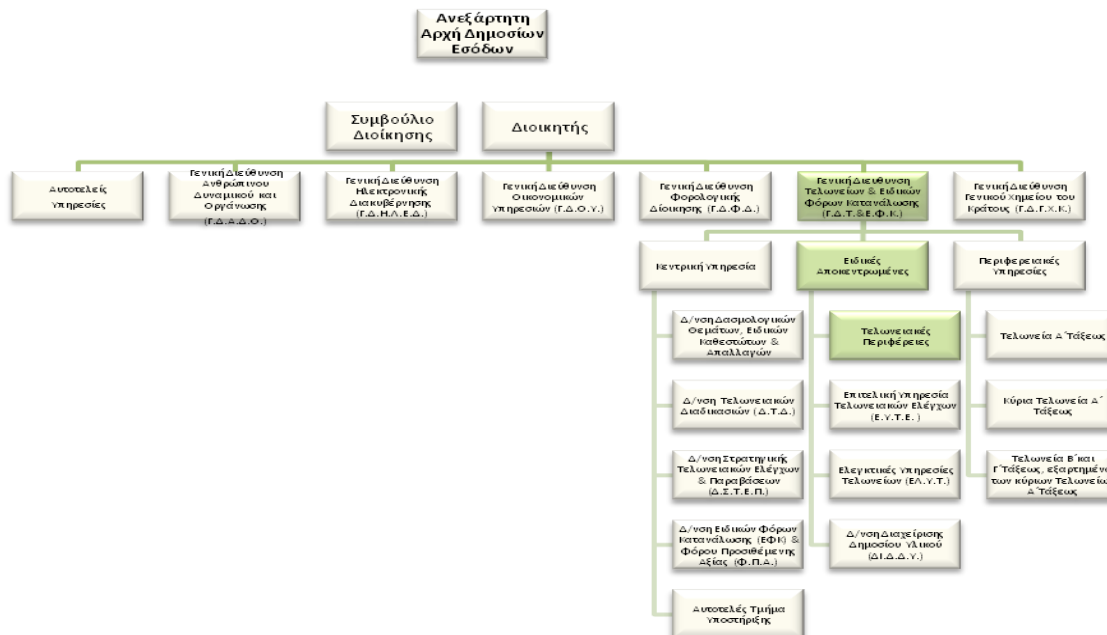 Ανεξάρτητη
Αρχή Δημοσίων
Εσόδων
Συμβούλιο
Διοίκησης
Διοικητής
Αυτοτελείς
Υπηρεσίες
Γενική Διεύθυνση
Ανθρώπινου
Δυναμικού και
Οργάνωσης
(Γ.Δ.Α.Δ.Ο.)
Γενική Διεύθυνση
Ηλεκτρονικής
Διακυβέρνησης
(Γ.Δ.Η.Λ.Ε.Δ.)
Γενική Διεύθυνση
Οικονομικών
Υπηρεσιών (Γ.Δ.Ο.Υ.)
Γενική Διεύθυνση
Φορολογικής
Διοίκησης (Γ.Δ.Φ.Δ.)
Γενική Διεύθυνση
Τελωνείων & Ειδικών
Φόρων Κατανάλωσης
(Γ.Δ.Τ.&Ε.Φ.Κ.)
Γενική Διεύθυνση
Γενικού Χημείου του
Κράτους (Γ.Δ.Γ.Χ.Κ.)
Κεντρική Υπηρεσία
Ειδικές
Αποκεντρωμένες
Περιφερειακές
Υπηρεσίες
Δ/νση Δασμολογικών
Θεμάτων, Ειδικών
Καθεστώτων &
Απαλλαγών
Δ/νση Τελωνειακών
Διαδικασιών (Δ.Τ.Δ.)
Δ/νση Στρατηγικής
Τελωνειακών Ελέγχων
& Παραβάσεων
(Δ.Σ.Τ.Ε.Π.)
Δ/νση Ειδικών Φόρων
Κατανάλωσης (ΕΦΚ) &
Φόρου Προσιθέμενης
Αξίας (Φ.Π.Α.)
Αυτοτελές Τμήμα
Υποστήριξης
Τελωνειακές
Περιφέρειες
Επιτελική Υπηρεσία
Τελωνειακών Ελέγχων
(Ε.Υ.Τ.Ε. )
Ελεγκτικές Υπηρεσίες
Τελωνείων (ΕΛ.Υ.Τ.)
Δ/νση Διαχείρισης
Δημοσίου Υλικού
(ΔΙ.Δ.Δ.Υ.)
Τελωνεία Α΄ Τάξεως
Κύρια Τελωνεία Α΄
Τάξεως
Τελωνεία Β΄ και
Γ΄ Τάξεως, εξαρτημένα
των κύριων Τελωνείων
Α΄ Τάξεως